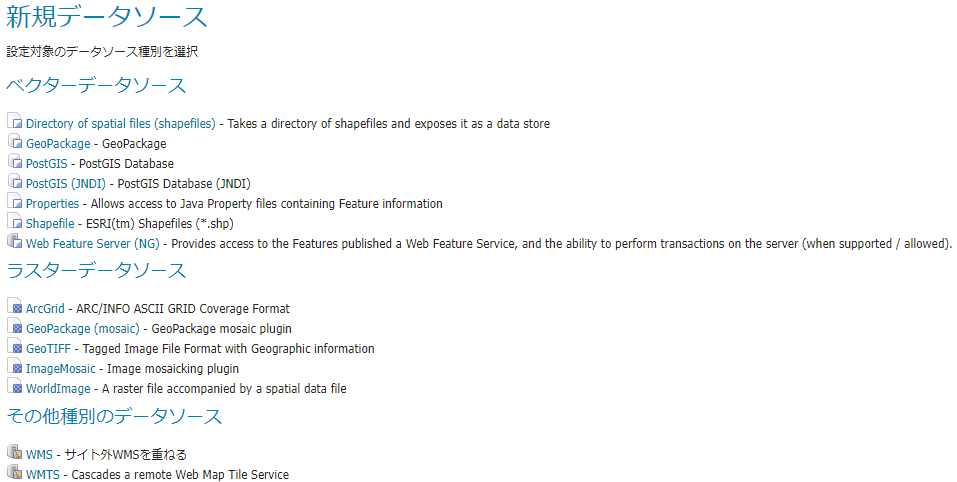 新規データソース
設定対象のデータソース種別を選択
ベクターデータソース
Directory of spatial files (shapefiles) - Takes a directory of shapefiles and exposes it as a data store
GeoPackage - GeoPackage
PostGIS - PostGIS Database
PostGIS (JNDI) - PostGIS Database (JNDI)
Properties - Allows access to Java Property files containing Feature information
Shapefile - ESRI(tm) Shapefiles (*.shp)
Web Feature Server (NG) - Provides access to the Features published a Web Feature Service, and the ability to perform transactions on the server (when supported / allowed).
ラスターデータソース
ArcGrid - ARC/INFO ASCII GRID Coverage Format
GeoPackage (mosaic) - GeoPackage mosaic plugin
GeoTIFF - Tagged Image File Format with Geographic information
ImageMosaic - Image mosaicking plugin
WorldImage - A raster file accompanied by a spatial data file
その他種別のデータソース
WMS - サイト外WMSを重ねる
WMTS - Cascades a remote Web Map Tile Service